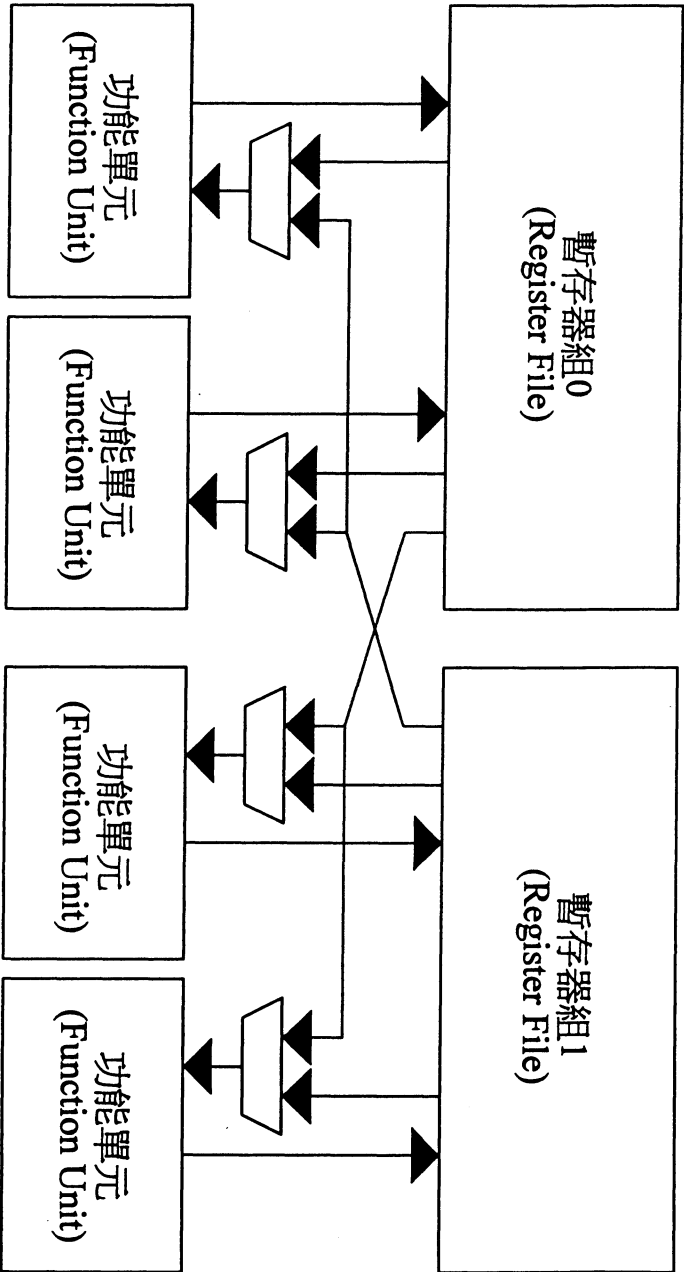 暫存器組0
(Register File)
暫存器組1
(Register File)
功能單元
(Function Unit)
功能單元
(Function Unit)
功能單元
(Function Unit)
功能單元
(Function Unit)